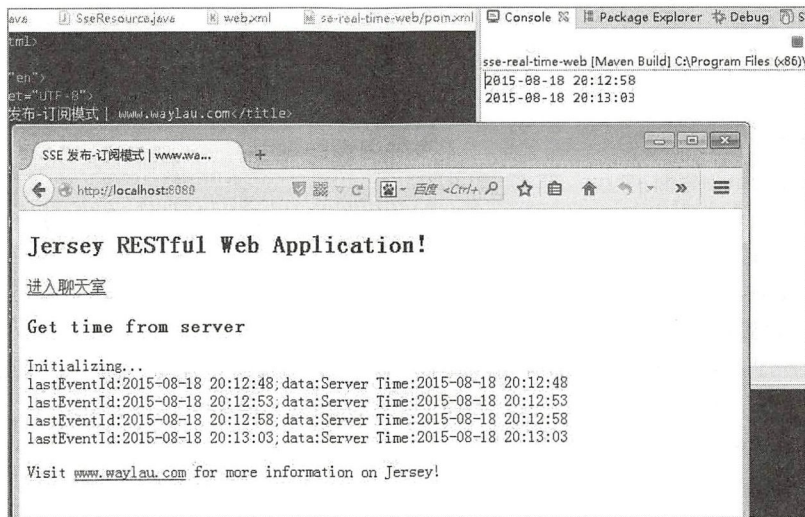 ava SseResource.java web.xml se-real-time-web/pom.xml Console Package Explorer Debug S
tml>
"en">
et="UTF-8">
发布-订阅模式 | www.waylau.com</title>
sse-real-time-web [Maven Build] C:\Program Files (x86)\
2015-08-18 20:12:58
2015-08-18 20:13:03
SSE 发布-订阅模式 | www.wa...
http://localhost:8080
百度 <Ctrl+
Jersey RESTful Web Application!
进入聊天室
Get time from server
Initializing...
lastEventId:2015-08-18 20:12:48;data:Server Time:2015-08-18 20:12:48
lastEventId:2015-08-18 20:12:53;data:Server Time:2015-08-18 20:12:53
lastEventId:2015-08-18 20:12:58;data:Server Time:2015-08-18 20:12:58
lastEventId:2015-08-18 20:13:03;data:Server Time:2015-08-18 20:13:03
Visit www.waylau.com for more information on Jersey!